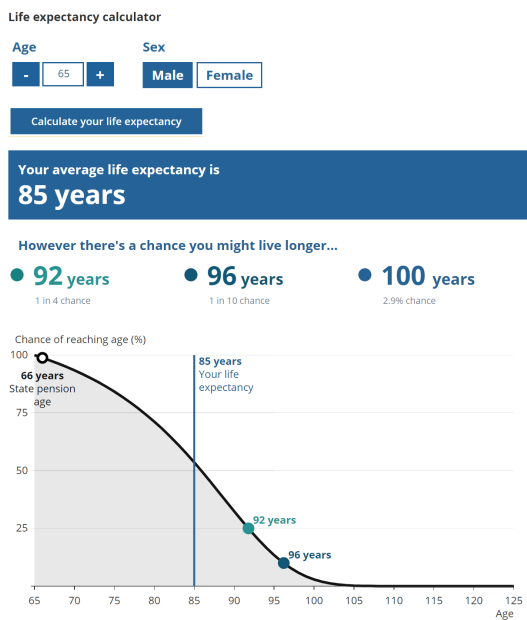 Life expectancy calculator
Age Sex
- 65 + Male Female
Calculate your life expectancy
Your average life expectancy is
85 years
However there's a chance you might live longer...
92 years 96 years 100 years
1 in 4 chance 1 in 10 chance 2.9% chance
Chance of reaching age (%)
100
85 years
Your life
expectancy
66 years
State pension
age
75
50
25
92 years
96 years
65 70 75 80 85 90 95 100 105 110 115 120 125
Age